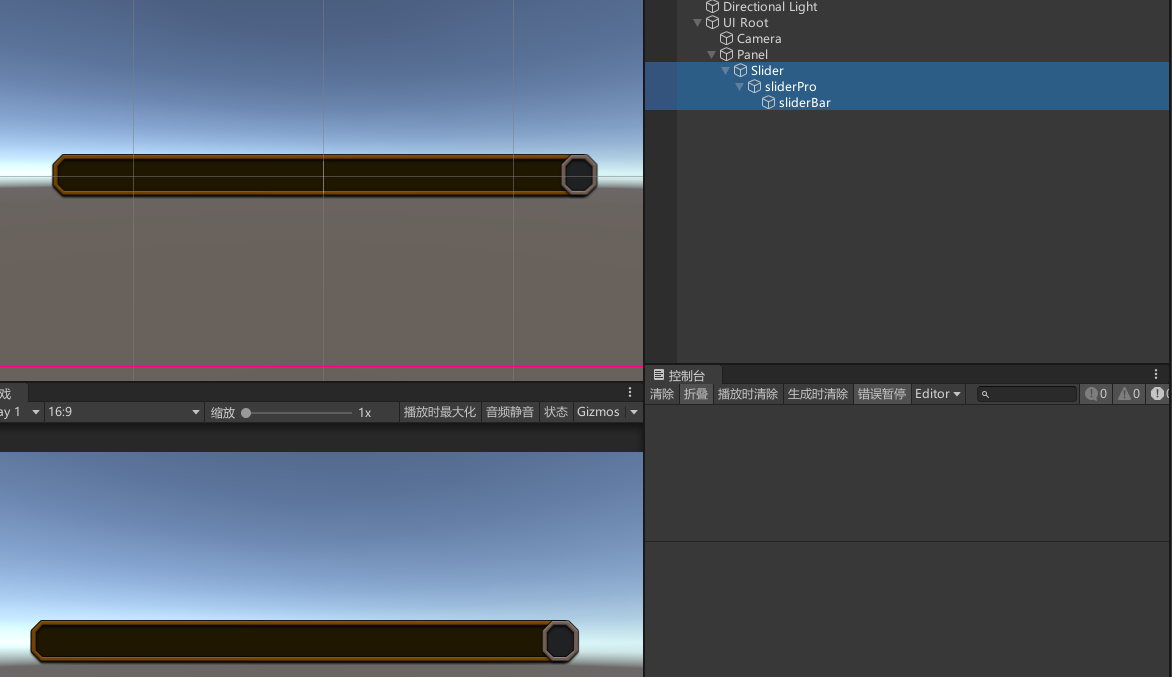 Directional Light
UI Root
Camera
Panel
Slider
sliderPro
sliderBar
戏
ay 1
16:9
缩放
1x
播放时最大化
音频静音
状态
Gizmos
控制台
清除
折叠
播放时清除
生成时清除
错误暂停
Editor
0
0
0